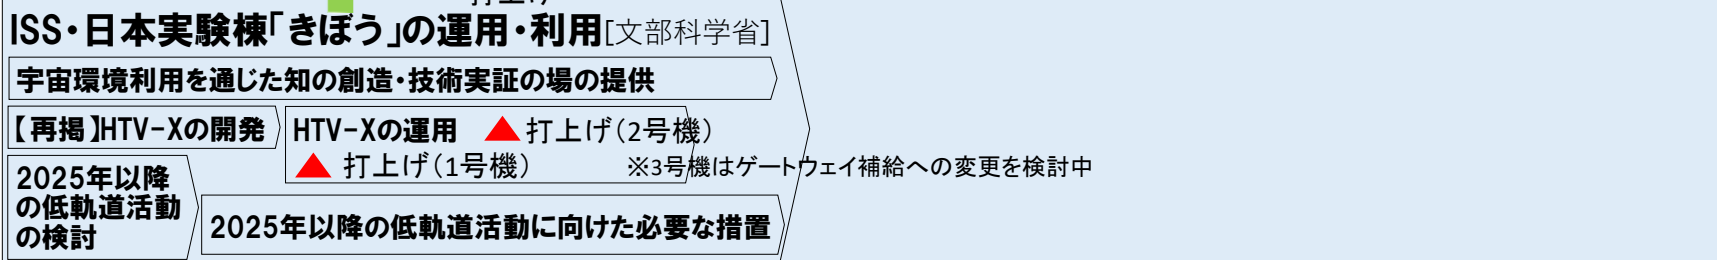 打上げ
ISS・日本実験棟「きぼう」の運用・利用[文部科学省]
宇宙環境利用を通じた知の創造・技術実証の場の提供
【再掲】HTV-Xの開発
HTV-Xの運用 ▲打上げ(2号機)
▲ 打上げ(1号機)
※3号機はゲートウェイ補給への変更を検討中
2025年以降
の低軌道活動
の検討
2025年以降の低軌道活動に向けた必要な措置